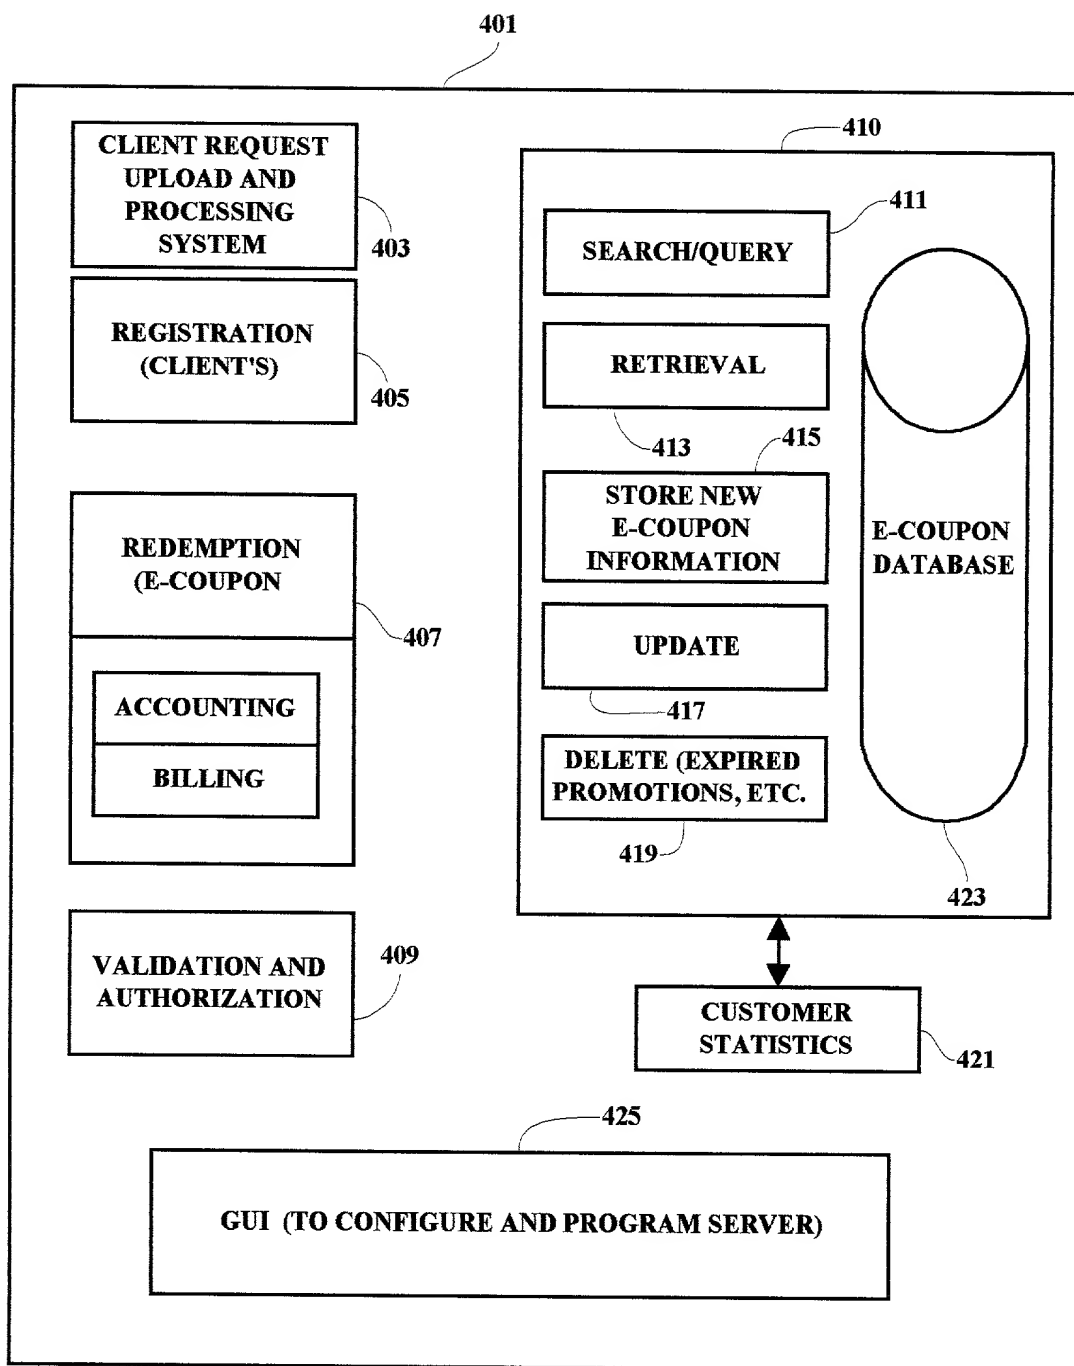 401
CLIENT REQUEST
UPLOAD AND
PROCESSING
SYSTEM
403
REGISTRATION
(CLIENT'S)
405
REDEMPTION
(E-COUPON
407
ACCOUNTING
BILLING
VALIDATION AND
AUTHORIZATION
409
410
SEARCH/QUERY
411
RETRIEVAL
413
415
STORE NEW
E-COUPON
INFORMATION
UPDATE
417
DELETE (EXPIRED
PROMOTIONS, ETC.
419
E-COUPON
DATABASE
423
CUSTOMER
STATISTICS
421
425
GUI (TO CONFIGURE AND PROGRAM SERVER)